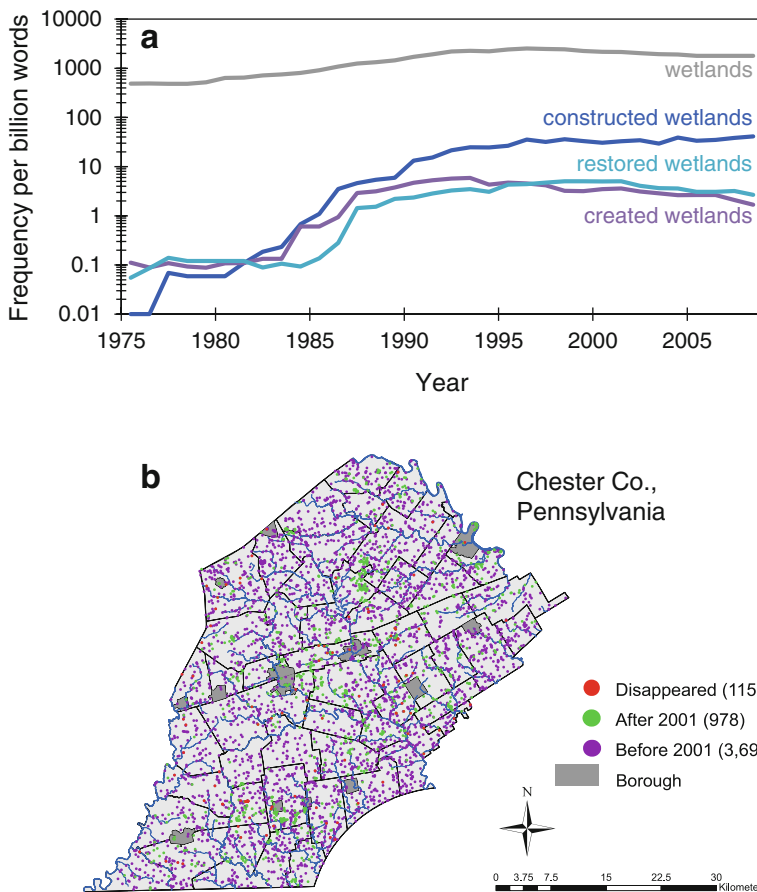 a
Frequency per billion words
10000
1000
100
10
1
0.1
0.01
wetlands
constructed wetlands
restored wetlands
created wetlands
1975 1980 1985 1990 1995 2000 2005
Year
b
Chester Co.,
Pennsylvania
Disappeared (115
After 2001 (978)
Before 2001 (3,69
Borough
N
0 3.75 7.5 15 22.5 30
Kilomete